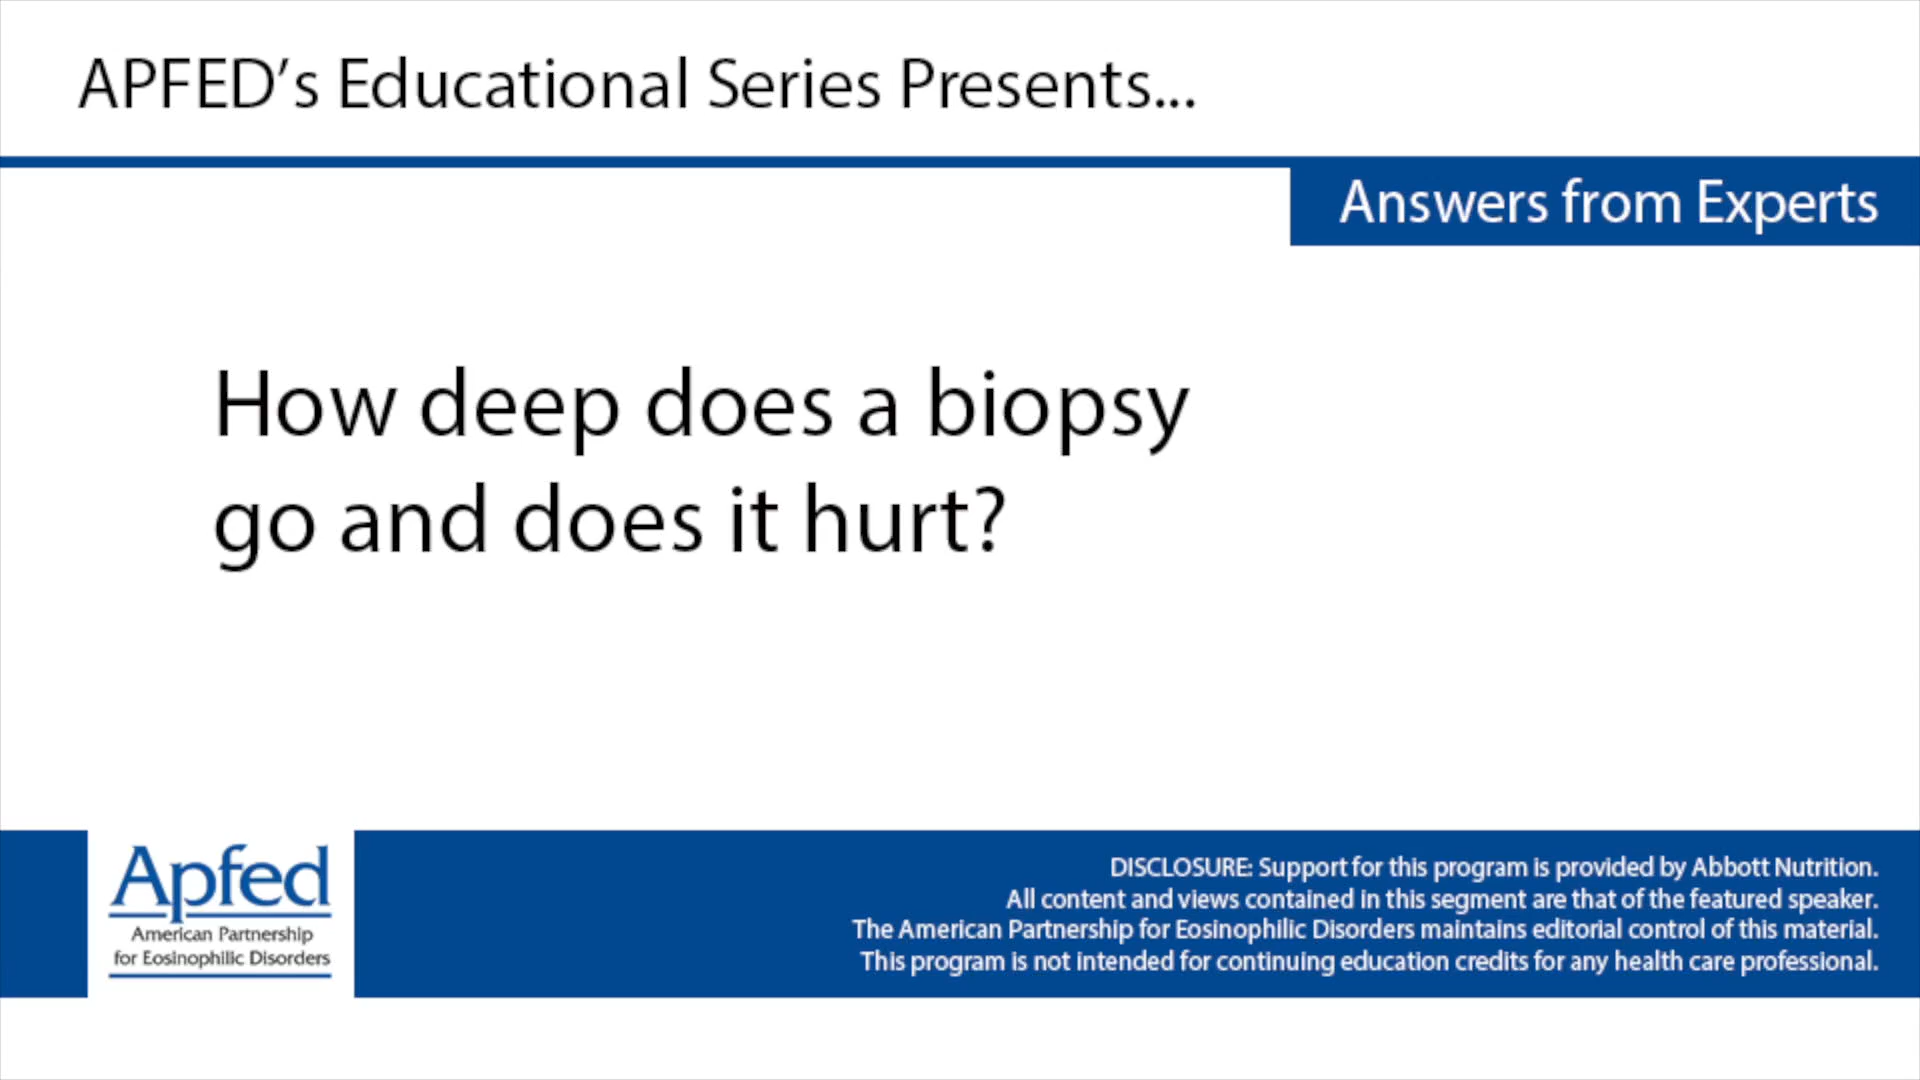 APFED’s Educational Series Presents...
Answers from Experts
How deep does a biopsy
go and does it hurt?
Apfed
American Partnership
for Eosinophilic Disorders
DISCLOSURE: Support for this program is provided by Abbott Nutrition.
All content and views contained in this segment are that of the featured speaker.
The American Partnership for Eosinophilic Disorders maintains editorial control of this material.
This program is not intended for continuing education credits for any health care professional.